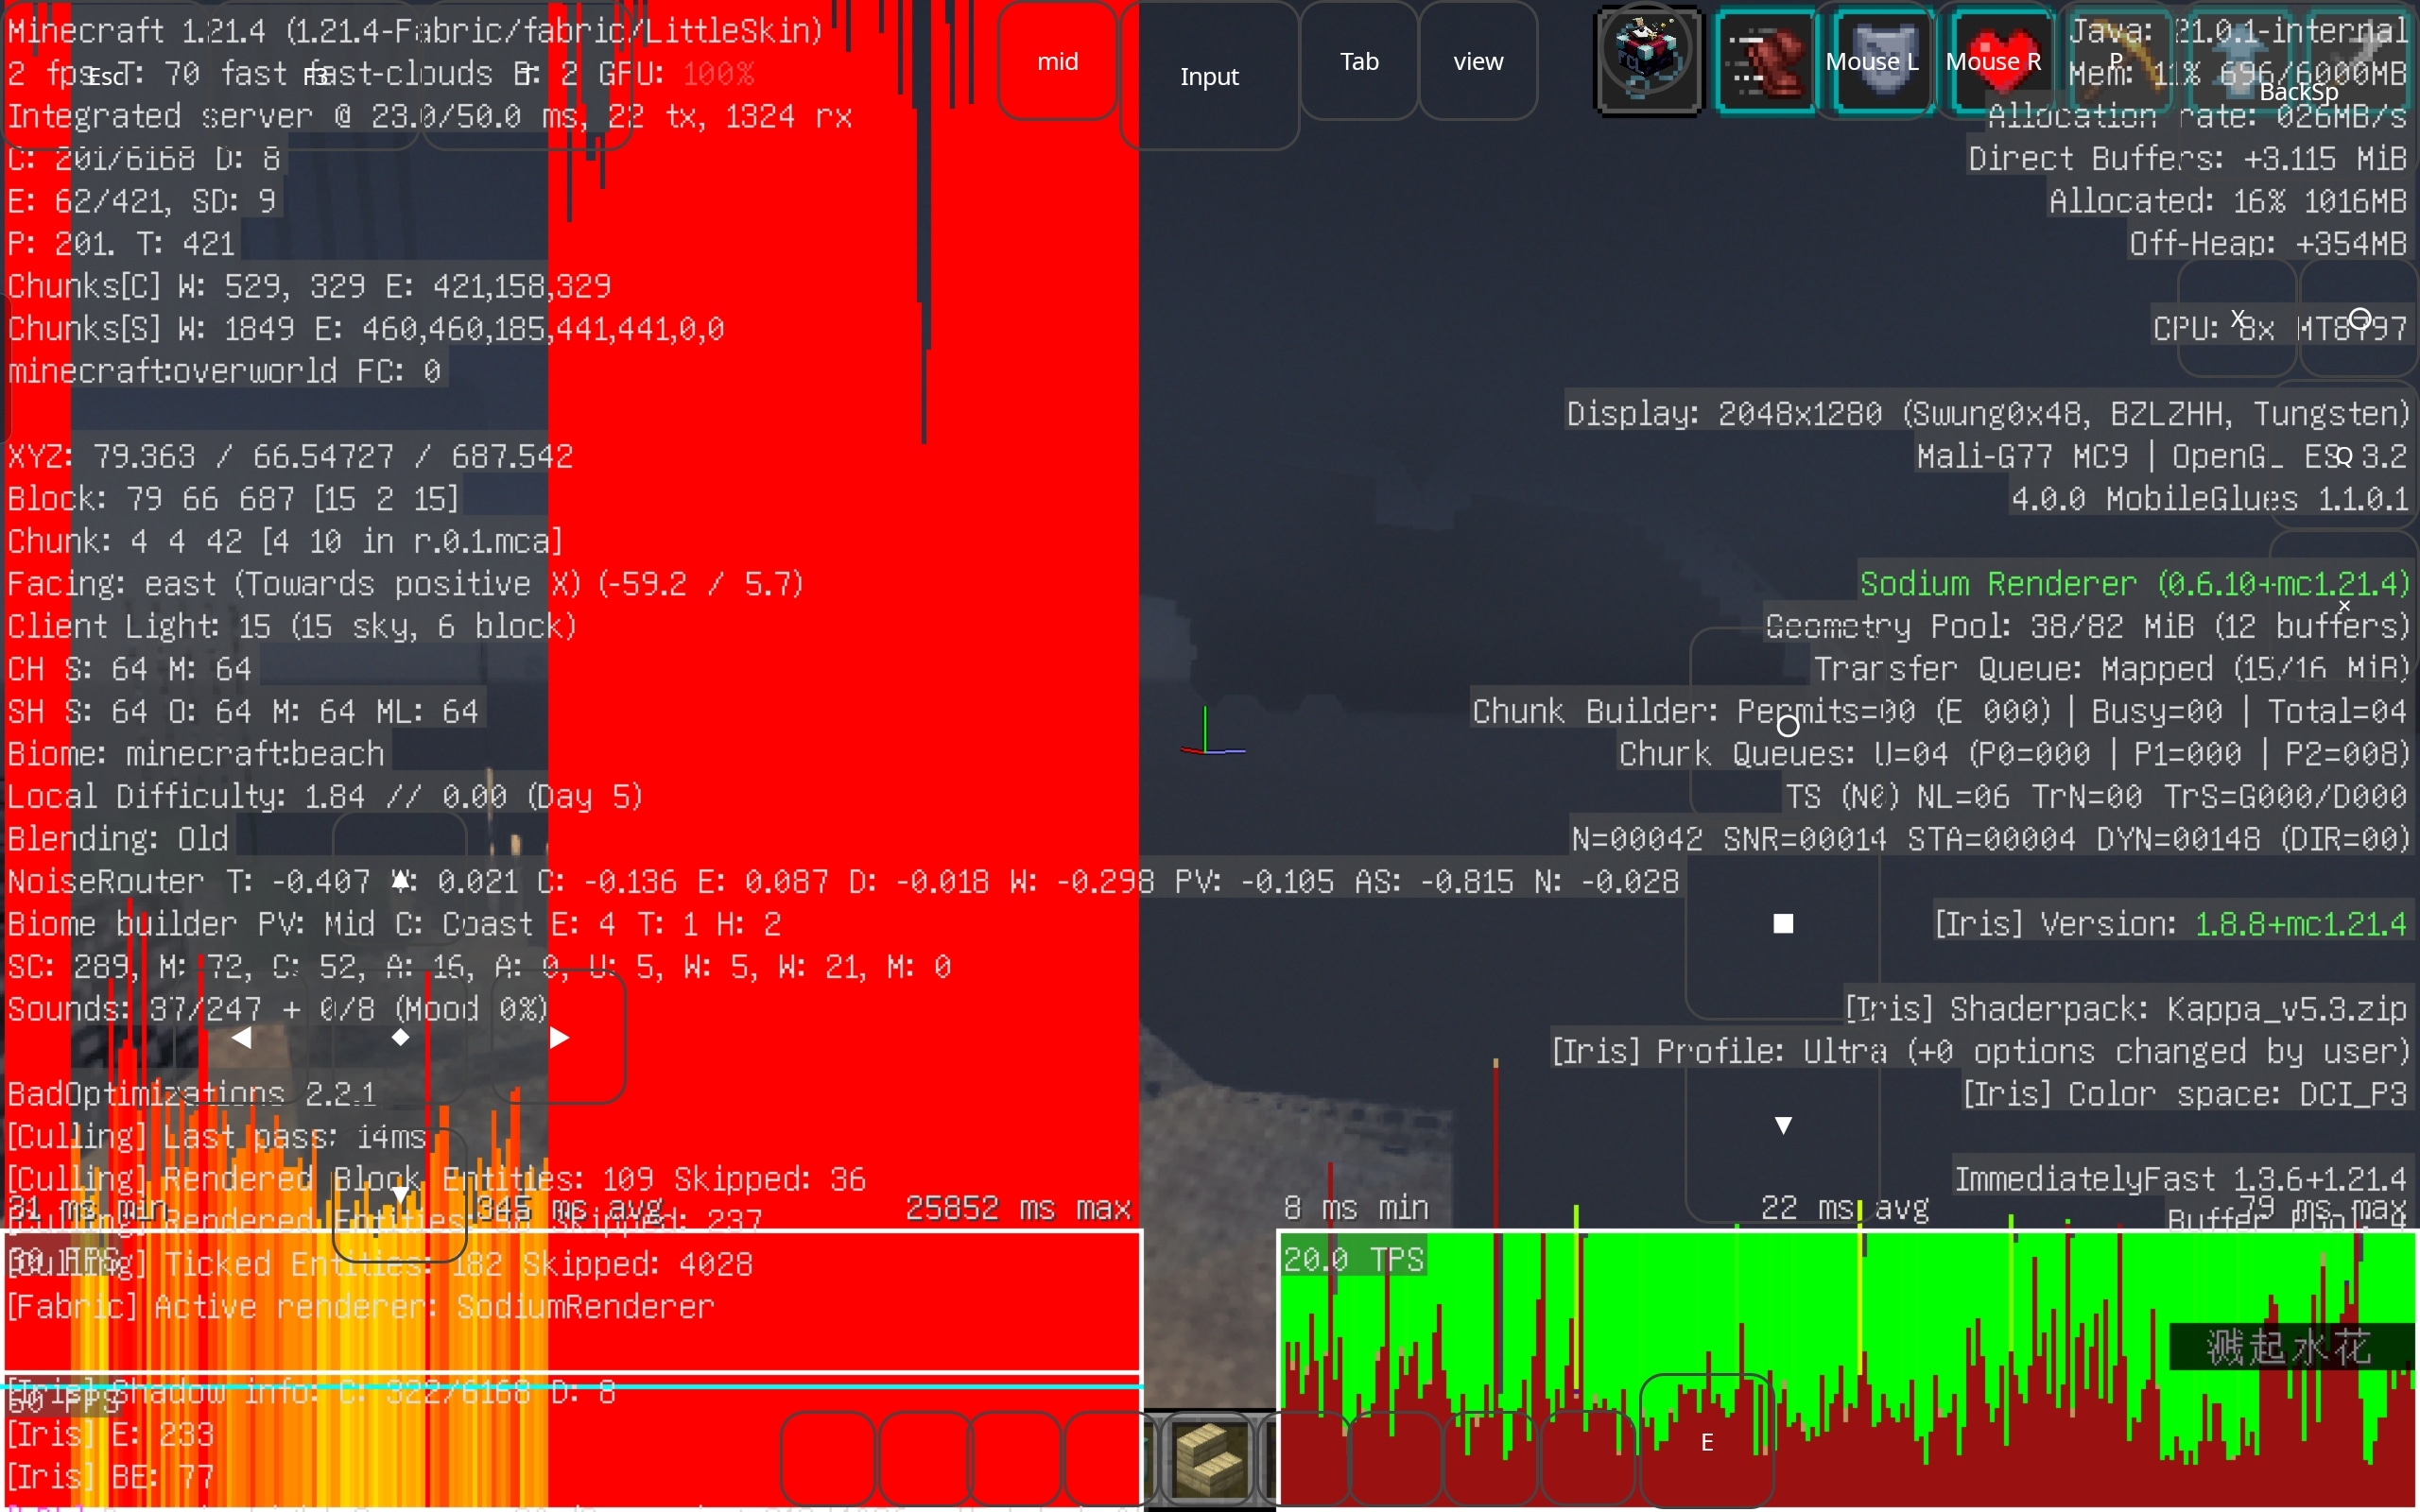 Minecraft 1.21.4 (1.21.4-Fabric/fabric/LittleSkin)
2 fps T: 70 fast fast-clouds B: 2 GPU: 100%
Integrated server @ 23.0/50.0 ms, 22 tx, 1324 rx
C: 201/6168 D: 8
E: 62/421, SD: 9
P: 201. T: 421
Chunks[C] W: 529, 329 E: 421,158,329
Chunks[S] W: 1849 E: 460,460,185,441,441,0,0
minecraft:overworld FC: 0
XYZ: 79.363 / 66.54727 / 687.542
Block: 79 66 687 [15 2 15]
Chunk: 4 4 42 [4 10 in r.0.1.mca]
Facing: east (Towards positive X) (-59.2 / 5.7)
Client Light: 15 (15 sky, 6 block)
CH S: 64 M: 64
SH S: 64 O: 64 M: 64 ML: 64
Biome: minecraft:beach
Local Difficulty: 1.84 // 0.00 (Day 5)
Blending: Old
NoiseRouter T: -0.407 V: 0.021 C: -0.136 E: 0.087 D: -0.018 W: -0.298 PV: -0.105 AS: -0.815 N: -0.028
Biome builder PV: Mid C: Coast E: 4 T: 1 H: 2
SC: 289, M: 72, C: 52, A: 16, A: 0, U: 5, W: 5, W: 21, M: 0
Sounds: 37/247 + 0/8 (Mood 0%)
BadOptimizations 2.2.1
[Culling] Last pass: 14ms
[Culling] Rendered Block Entities: 109 Skipped: 36
[Culling] Rendered Entities: Skipped: 237
[Culling] Ticked Entities: 182 Skipped: 4028
[Fabric] Active renderer: SodiumRenderer
[Iris] Shadow info: C: 322/6168 D: 8
[Iris] E: 233
[Iris] BE: 77
31 ms min
345 ms avg
25852 ms max
30 FPS
60 FPS
Esc
F3
T
mid
Input
Tab
view
Mouse L
Mouse R
P
BackSp
Java: 21.0.1-internal
Mem: 11% 696/6000MB
Allocation rate: 026MB/s
Direct Buffers: +3.115 MiB
Allocated: 16% 1016MB
Off-Heap: +354MB
CPU: 8x MT8797
X
Display: 2048x1280 (Swung0x48, BZLZHH, Tungsten)
Mali-G77 MC9 | OpenGL ES 3.2
Q
4.0.0 MobileGlues 1.1.0.1
Sodium Renderer (0.6.10+mc1.21.4)
Geometry Pool: 38/82 MiB (12 buffers)
Transfer Queue: Mapped (15/16 MiB)
Chunk Builder: Permits=00 (E 000) | Busy=00 | Total=04
Chunk Queues: U=04 (P0=000 | P1=000 | P2=008)
TS (N0) NL=06 TrN=00 TrS=G000/D000
N=00042 SNR=00014 STA=00004 DYN=00148 (DIR=00)
[Iris] Version: 1.8.8+mc1.21.4
[Iris] Shaderpack: Kappa_v5.3.zip
[Iris] Profile: Ultra (+0 options changed by user)
[Iris] Color space: DCI_P3
ImmediatelyFast 1.3.6+1.21.4
Buffer Pool: 4
8 ms min
22 ms avg
79 ms max
20.0 TPS
溅起水花
E